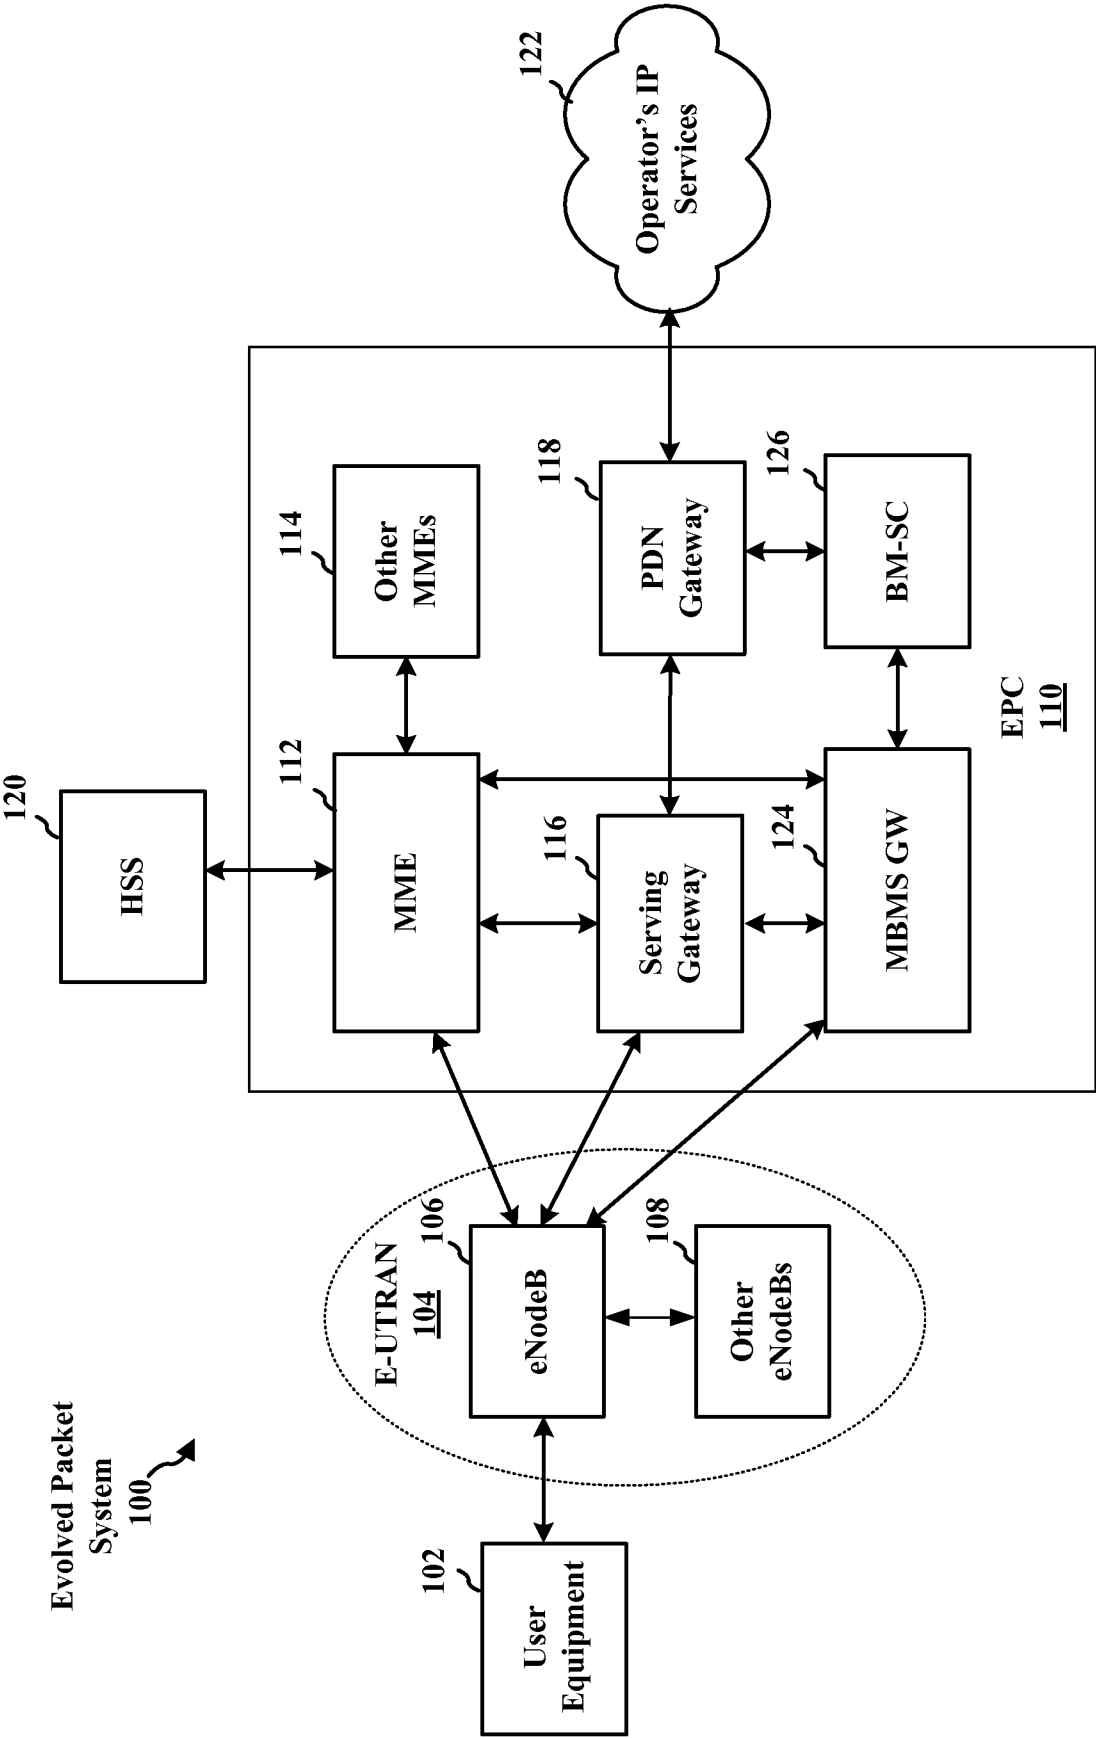 Evolved Packet
System
100
120
HSS
E-UTRAN
104
102
User
Equipment
106
eNodeB
108
Other
eNodeBs
112
MME
114
Other
MMEs
116
Serving
Gateway
118
PDN
Gateway
124
MBMS GW
126
BM-SC
EPC
110
122
Operator's IP
Services